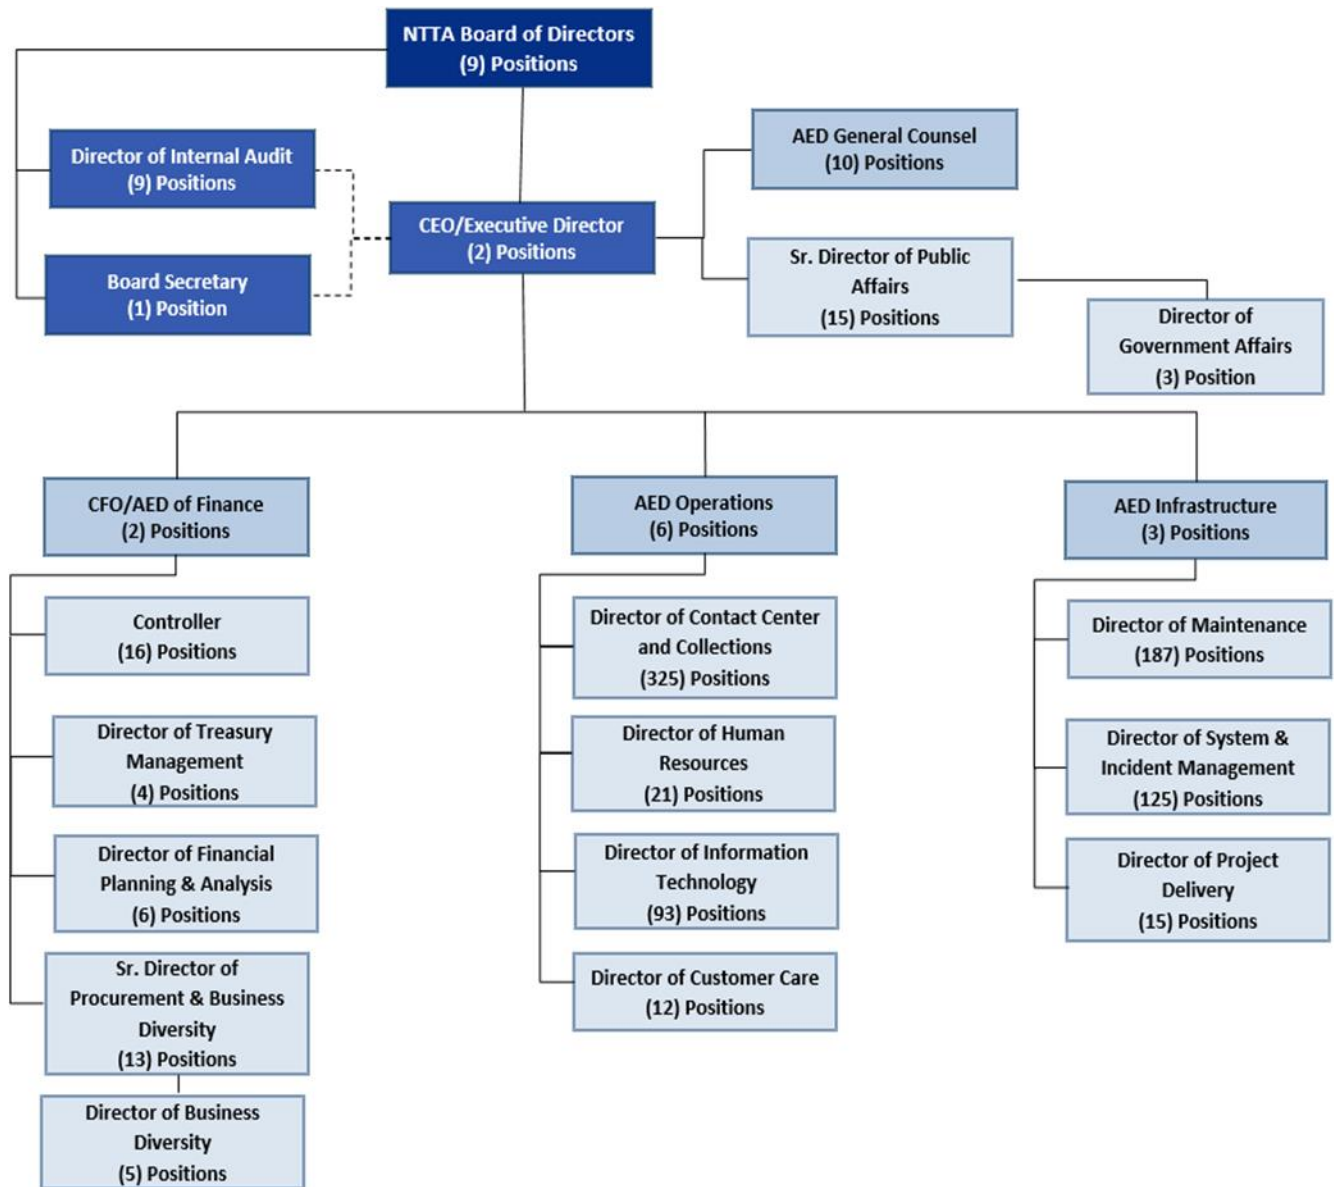 NTTA Board of Directors
(9) Positions
Director of Internal Audit
(9) Positions
Board Secretary
(1) Position
CEO/Executive Director
(2) Positions
AED General Counsel
(10) Positions
Sr. Director of Public
Affairs
(15) Positions
Director of
Government Affairs
(3) Position
CFO/AED of Finance
(2) Positions
Controller
(16) Positions
Director of Treasury
Management
(4) Positions
Director of Financial
Planning & Analysis
(6) Positions
Sr. Director of
Procurement & Business
Diversity
(13) Positions
Director of Business
Diversity
(5) Positions
AED Operations
(6) Positions
Director of Contact Center
and Collections
(325) Positions
Director of Human
Resources
(21) Positions
Director of Information
Technology
(93) Positions
Director of Customer Care
(12) Positions
AED Infrastructure
(3) Positions
Director of Maintenance
(187) Positions
Director of System &
Incident Management
(125) Positions
Director of Project
Delivery
(15) Positions